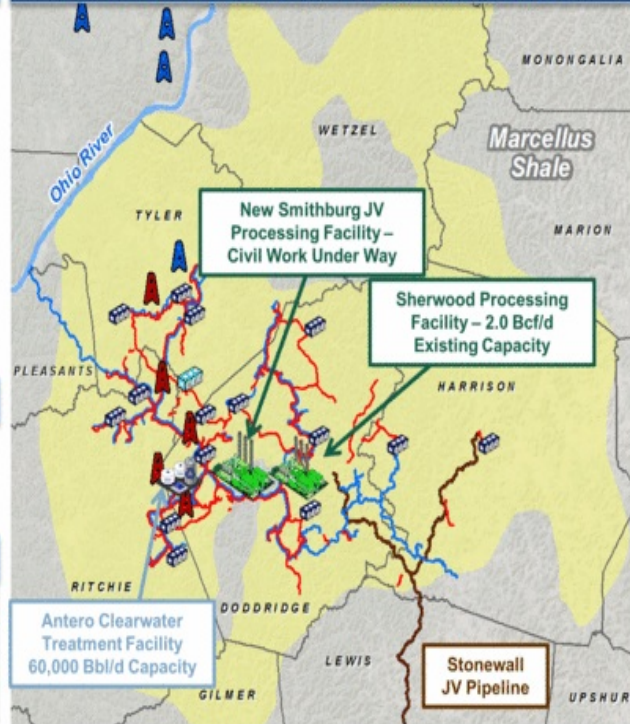 MONONGALIA
WETZEL
Marcellus
Shale
Ohio River
TYLER
MARION
New Smithburg JV
Processing Facility –
Civil Work Under Way
Sherwood Processing
Facility – 2.0 Bcf/d
Existing Capacity
PLEASANTS
HARRISON
RITCHIE
DODDRIDGE
Antero Clearwater
Treatment Facility
60,000 Bbl/d Capacity
LEWIS
Stonewall
JV Pipeline
GILMER
UPSHUR